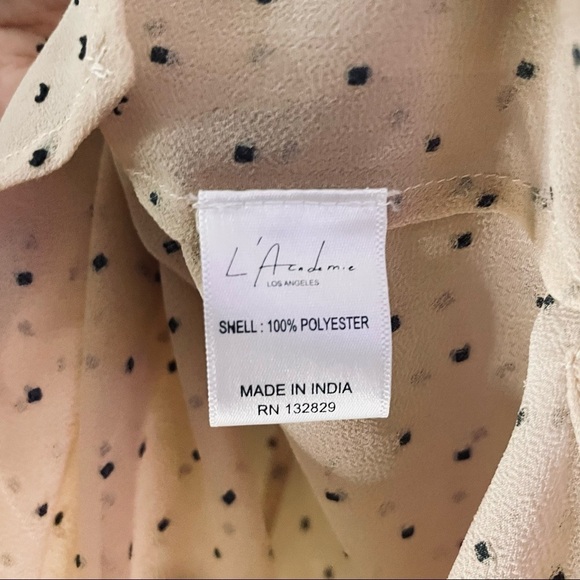 L'Academie
LOS ANGELES
SHELL : 100% POLYESTER
MADE IN INDIA
RN 132829